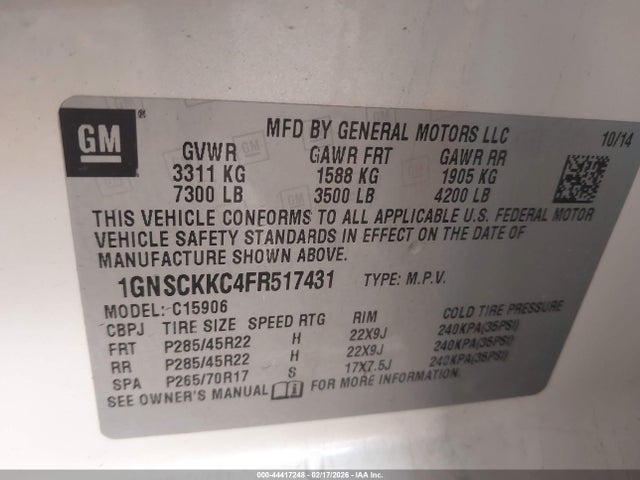 GM
MFD BY GENERAL MOTORS LLC 10/14
GVWR GAWR FRT GAWR RR
3311 KG 1588 KG 1905 KG
7300 LB 3500 LB 4200 LB
THIS VEHICLE CONFORMS TO ALL APPLICABLE U.S. FEDERAL MOTOR
VEHICLE SAFETY STANDARDS IN EFFECT ON THE DATE OF
MANUFACTURE SHOWN ABOVE.
1GNSCKKC4FR517431 TYPE: M.P.V.
MODEL: C15906
CBPJ TIRE SIZE SPEED RTG RIM COLD TIRE PRESSURE
FRT P285/45R22 H 22X9J 240KPA(35PSI)
RR P285/45R22 H 22X9J 240KPA(35PSI)
SPA P265/70R17 S 17X7.5J 240KPA(35PSI)
SEE OWNER'S MANUAL FOR MORE INFORMATION.
000-44417248 - 02/17/2026 - IAA Inc.